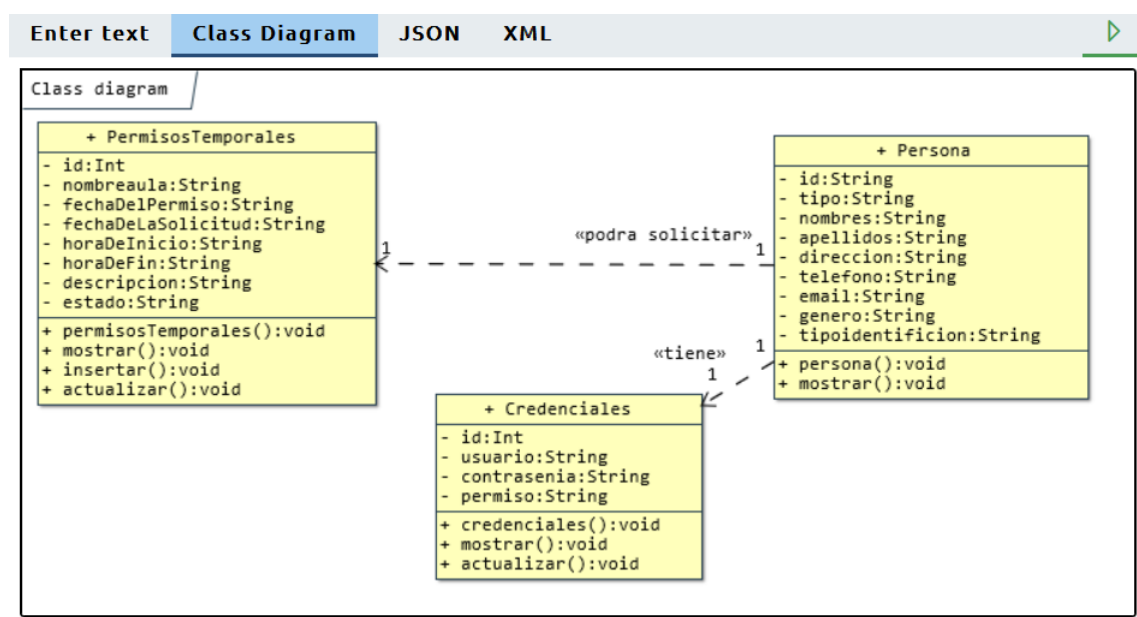 Enter text Class Diagram JSON XML
Class diagram
+ PermisosTemporales
- id:Int
- nombreaula:String
- fechaDelPermiso:String
- fechaDeLaSolicitud:String
- horaDeInicio:String
- horaDeFin:String
- descripcion:String
- estado:String
+ permisosTemporales():void
+ mostrar():void
+ insertar():void
+ actualizar():void
1
«podra solicitar»
1
+ Persona
- id:String
- tipo:String
- nombres:String
- apellidos:String
- direccion:String
- telefono:String
- email:String
- genero:String
- tipoidentificion:String
+ persona():void
+ mostrar():void
«tiene»
1
1
+ Credenciales
- id:Int
- usuario:String
- contrasenia:String
- permiso:String
+ credenciales():void
+ mostrar():void
+ actualizar():void